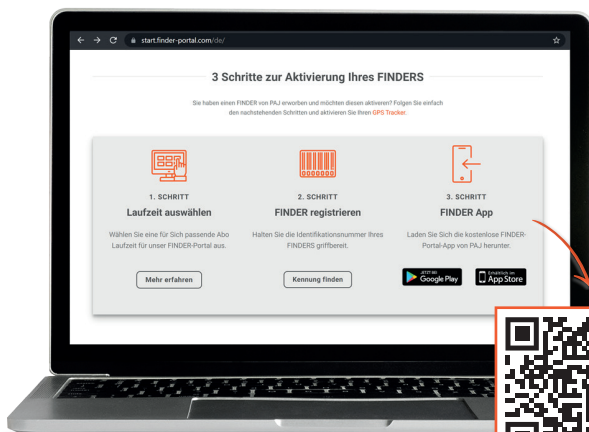 start.finder-portal.com/de/
3 Schritte zur Aktivierung Ihres FINDERS
Sie haben einen FINDER von PAJ erworben und möchten diesen aktiveren? Folgen Sie einfach
den nachstehenden Schritten und aktivieren Sie Ihren GPS Tracker.
1. SCHRITT
Laufzeit auswählen
Wählen Sie eine für Sich passende Abo
Laufzeit für unser FINDER-Portal aus.
Mehr erfahren
2. SCHRITT
FINDER registrieren
Halten Sie die Identifikationsnummer Ihres
FINDERS griffbereit.
Kennung finden
3. SCHRITT
FINDER App
Laden Sie Sich die kostenlose FINDER-
Portal-App von PAJ herunter.
JETZT BEI
Google Play
Erhältlich im
App Store